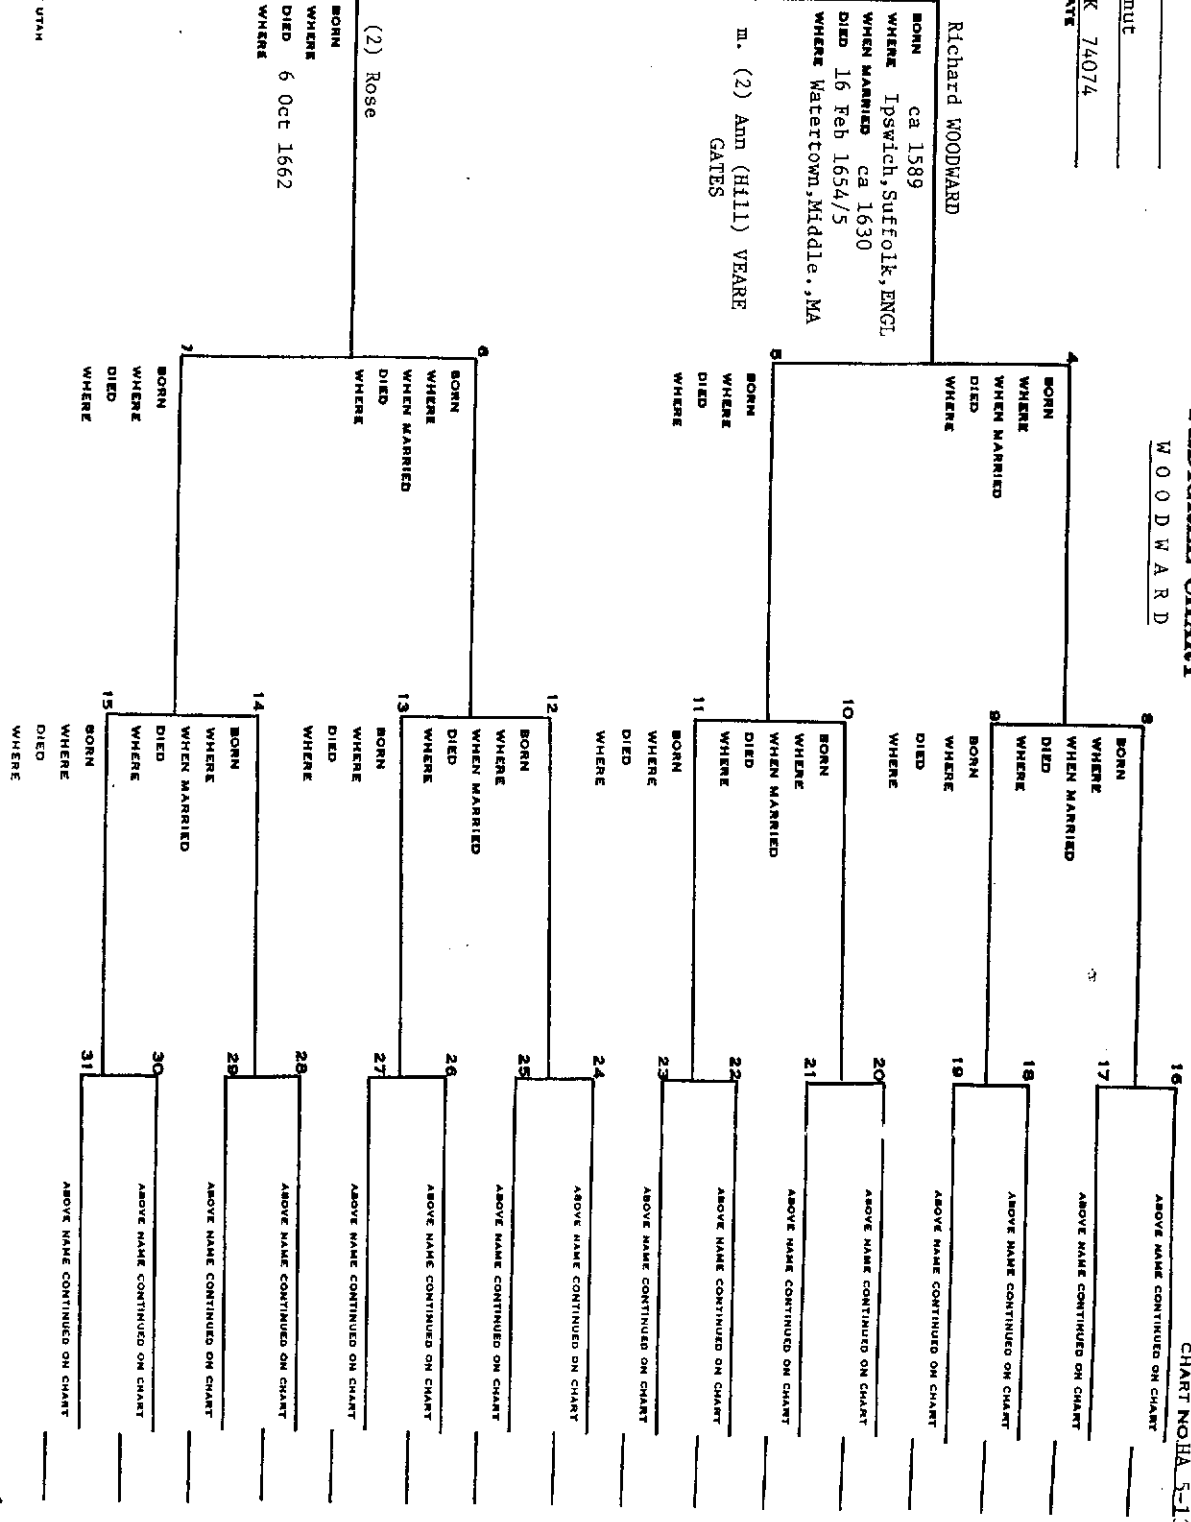 CHART NO. HA 5-1
WOODWARD
nut
K 74074
ATE
Richard WOODWARD
BORN ca 1589
WHERE Ipswich,Suffolk,ENGL
WHEN MARRIED ca 1630
DIED 16 Feb 1654/5
WHERE Watertown,Middle.,MA
m. (2) Ann (Hill) VEARE
GATES
(2) Rose
BORN
WHERE
DIED 6 Oct 1662
WHERE
UTAH
4
BORN
WHERE
WHEN MARRIED
DIED
WHERE
5
BORN
WHERE
DIED
WHERE
6
BORN
WHERE
WHEN MARRIED
DIED
WHERE
7
BORN
WHERE
DIED
WHERE
8
BORN
WHERE
WHEN MARRIED
DIED
WHERE
9
BORN
WHERE
DIED
WHERE
10
BORN
WHERE
WHEN MARRIED
DIED
WHERE
11
BORN
WHERE
DIED
WHERE
12
BORN
WHERE
WHEN MARRIED
DIED
WHERE
13
BORN
WHERE
DIED
WHERE
14
BORN
WHERE
WHEN MARRIED
DIED
WHERE
15
BORN
WHERE
DIED
WHERE
16
ABOVE NAME CONTINUED ON CHART
17
ABOVE NAME CONTINUED ON CHART
18
ABOVE NAME CONTINUED ON CHART
19
ABOVE NAME CONTINUED ON CHART
20
ABOVE NAME CONTINUED ON CHART
21
ABOVE NAME CONTINUED ON CHART
22
ABOVE NAME CONTINUED ON CHART
23
ABOVE NAME CONTINUED ON CHART
24
ABOVE NAME CONTINUED ON CHART
25
ABOVE NAME CONTINUED ON CHART
26
ABOVE NAME CONTINUED ON CHART
27
ABOVE NAME CONTINUED ON CHART
28
ABOVE NAME CONTINUED ON CHART
29
ABOVE NAME CONTINUED ON CHART
30
ABOVE NAME CONTINUED ON CHART
31
ABOVE NAME CONTINUED ON CHART